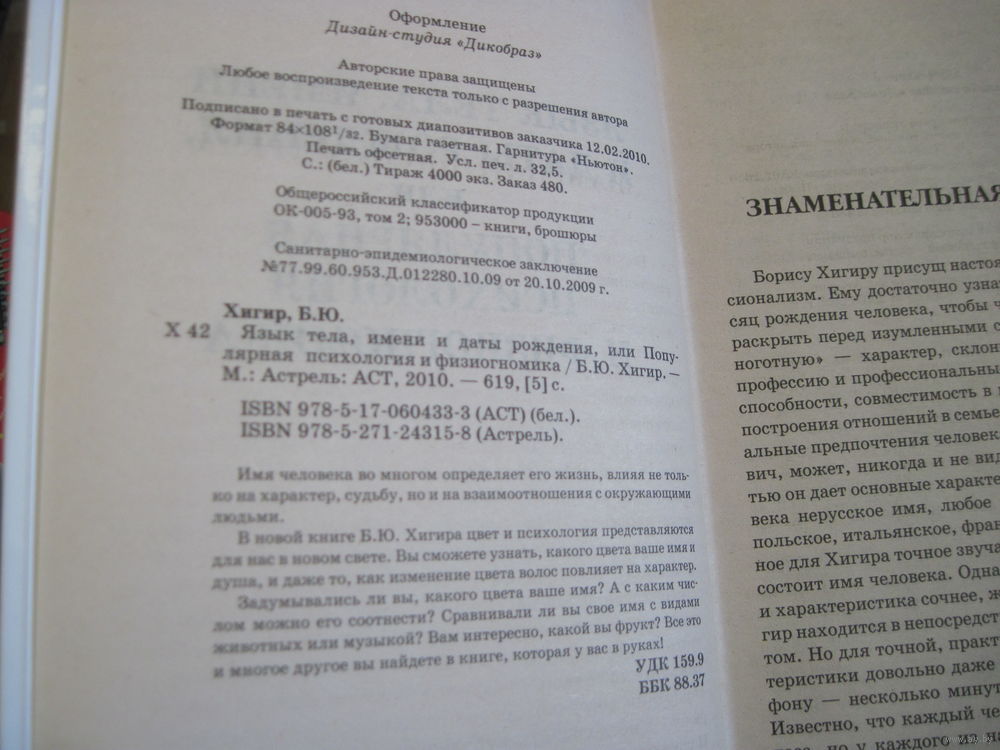 Оформление
Дизайн-студия «Дикобраз»
Авторские права защищены
Любое воспроизведение текста только с разрешения автора
Подписано в печать с готовых диапозитивов заказчика 12.02.2010.
Формат 84×108 1/32. Бумага газетная. Гарнитура «Ньютон».
Печать офсетная. Усл. печ. л. 32,5.
С.: (бел.) Тираж 4000 экз. Заказ 480.
Общероссийский классификатор продукции
ОК-005-93, том 2; 953000 – книги, брошюры
Санитарно-эпидемиологическое заключение
№77.99.60.953.Д.012280.10.09 от 20.10.2009 г.
Хигир, Б.Ю.
Х 42 Язык тела, имени и даты рождения, или Попу-
лярная психология и физиогномика / Б.Ю. Хигир. —
М.: Астрель: АСТ, 2010. — 619, [5] с.
ISBN 978-5-17-060433-3 (АСТ) (бел.).
ISBN 978-5-271-24315-8 (Астрель).
Имя человека во многом определяет его жизнь, влияя не толь-
ко на характер, судьбу, но и на взаимоотношения с окружающими
людьми.
В новой книге Б.Ю. Хигира цвет и психология представляются
для нас в новом свете. Вы сможете узнать, какого цвета ваше имя и
душа, и даже то, как изменение цвета волос повлияет на характер.
Задумывались ли вы, какого цвета ваше имя? А с каким чис-
лом можно его соотнести? Сравнивали ли вы свое имя с видами
животных или музыкой? Вам интересно, какой вы фрукт? Все это
и многое другое вы найдете в книге, которая у вас в руках!
УДК 159.9
ББК 88.37
ЗНАМЕНАТЕЛЬНАЯ
Борису Хигиру присущ настоя
сионализм. Ему достаточно узна
сяц рождения человека, чтобы ч
раскрыть перед изумленными с
ноготную» — характер, склон
профессию и профессиональны
способности, совместимость в
построения отношений в семье
альные предпочтения человек
вич, может, никогда и не вид
тью он дает основные характе
века нерусское имя, любое
польское, итальянское, фран
ное для Хигира точное звуча
состоит имя человека. Одна
и характеристика сочнее, ж
гир находится в непосредст
том. Но для точной, практ
теристики довольно даже
фону — несколько минут
Известно, что каждый че
но у каждого